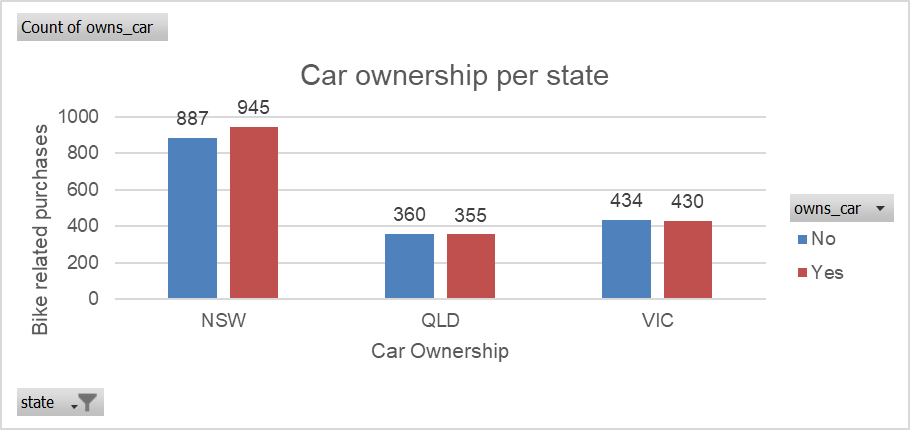 Count of owns_car
Car ownership per state
Bike related purchases
1000
800
600
400
200
0
887
945
360
355
434
430
NSW
QLD
VIC
Car Ownership
owns_car
No
Yes
state